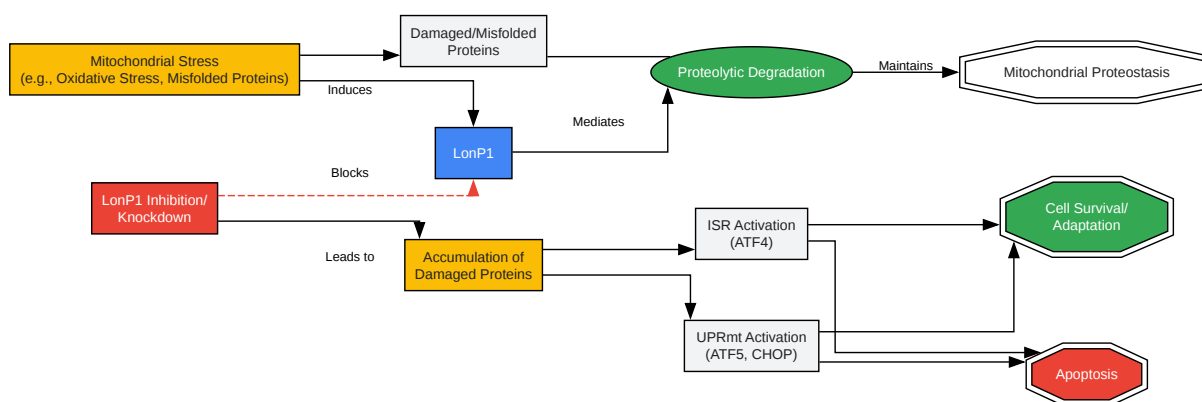 Damaged/Misfolded
Proteins
Mitochondrial Stress
(e.g., Oxidative Stress, Misfolded Proteins)
Proteolytic Degradation
Maintains
Mitochondrial Proteostasis
Induces
Mediates
LonP1
Blocks
LonP1 Inhibition/
Knockdown
Leads to
Accumulation of
Damaged Proteins
ISR Activation
(ATF4)
Cell Survival/
Adaptation
UPRmt Activation
(ATF5, CHOP)
Apoptosis